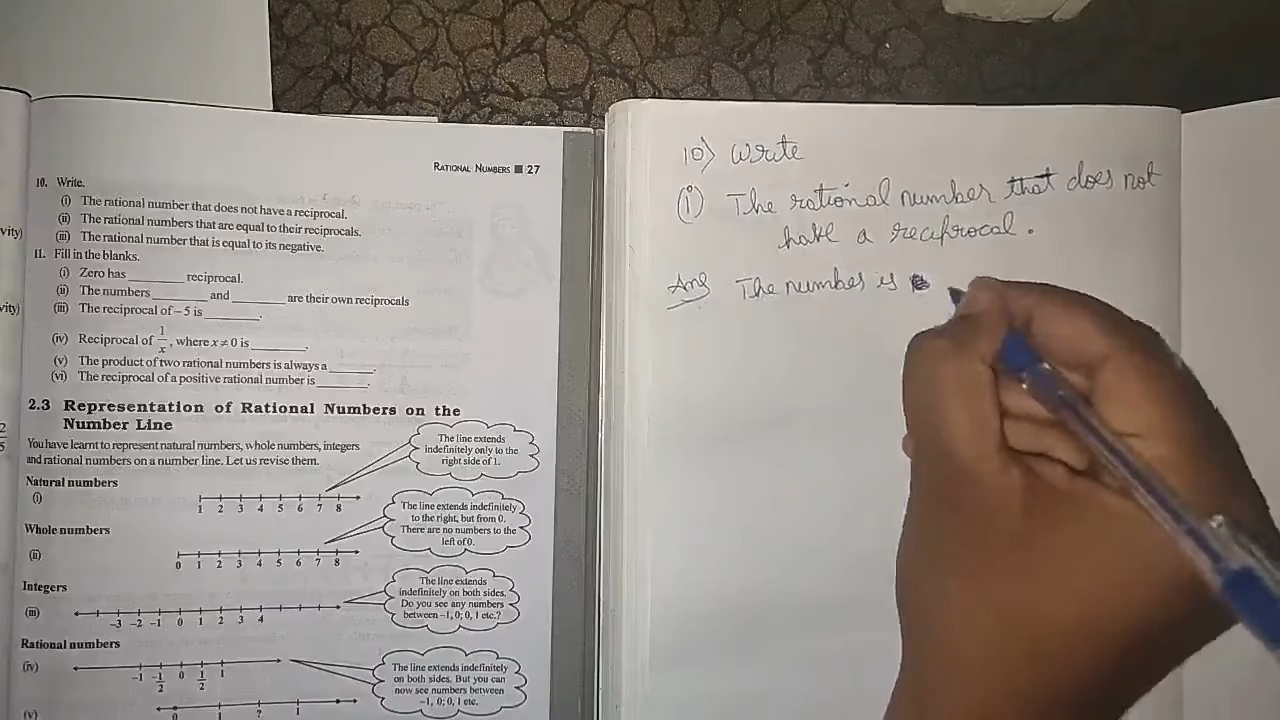 RATIONAL NUMBERS ■ 27
10. Write.
(i) The rational number that does not have a reciprocal.
(ii) The rational numbers that are equal to their reciprocals.
(iii) The rational number that is equal to its negative.
11. Fill in the blanks.
(i) Zero has ______ reciprocal.
(ii) The numbers ______ and ______ are their own reciprocals
(iii) The reciprocal of –5 is ______.
(iv) Reciprocal of 1/x, where x ≠ 0 is ______.
(v) The product of two rational numbers is always a ______.
(vi) The reciprocal of a positive rational number is ______.
2.3 Representation of Rational Numbers on the
Number Line
You have learnt to represent natural numbers, whole numbers, integers
and rational numbers on a number line. Let us revise them.
The line extends
indefinitely only to the
right side of 1.
Natural numbers
(i)
1 2 3 4 5 6 7 8
The line extends indefinitely
to the right, but from 0.
There are no numbers to the
left of 0.
Whole numbers
(ii)
0 1 2 3 4 5 6 7 8
The line extends
indefinitely on both sides.
Do you see any numbers
between –1, 0; 0, 1 etc.?
Integers
(iii)
–3 –2 –1 0 1 2 3 4
Rational numbers
(iv)
–1 –1/2 0 1/2 1
The line extends indefinitely
on both sides. But you can
now see numbers between
–1, 0; 0, 1 etc.
(v)
vity)
vity)
2/5
10) Write
(i) The rational number that does not
have a reciprocal.
Ans The number is